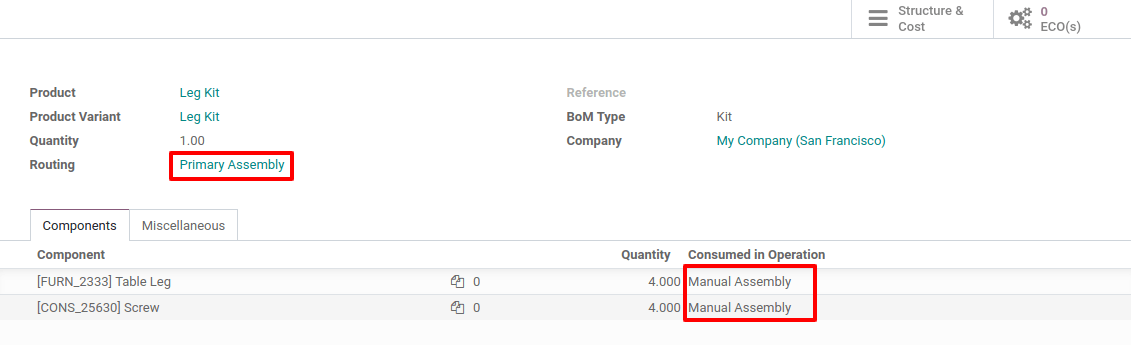 Structure & Cost
0 ECO(s)
Product Leg Kit Reference
Product Variant Leg Kit BoM Type Kit
Quantity 1.00 Company My Company (San Francisco)
Routing Primary Assembly
Components Miscellaneous
Component Quantity Consumed in Operation
[FURN_2333] Table Leg 0 4.000 Manual Assembly
[CONS_25630] Screw 0 4.000 Manual Assembly